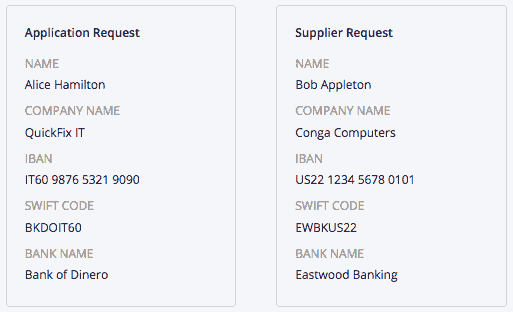 Application Request
NAME
Alice Hamilton
COMPANY NAME
QuickFix IT
IBAN
IT60 9876 5321 9090
SWIFT CODE
BKDOIT60
BANK NAME
Bank of Dinero
Supplier Request
NAME
Bob Appleton
COMPANY NAME
Conga Computers
IBAN
US22 1234 5678 0101
SWIFT CODE
EWBKUS22
BANK NAME
Eastwood Banking